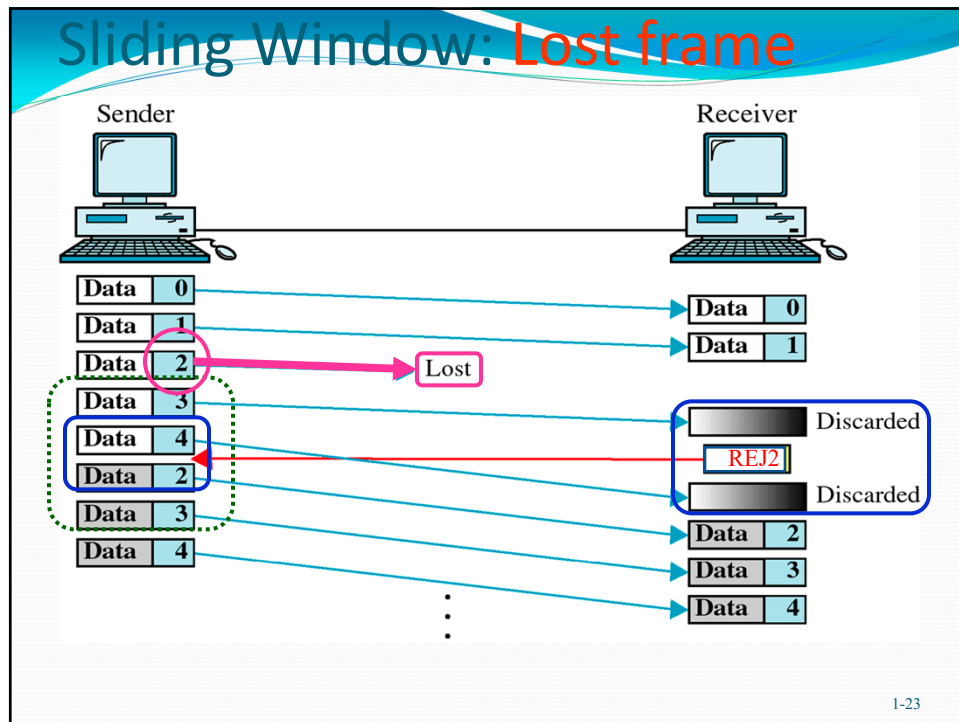 Sliding Window: Lost frame
Sender
Receiver
Data 0
Data 1
Data 2
Data 3
Data 4
Data 2
Data 3
Data 4
Lost
Data 0
Data 1
Discarded
REJ2
Discarded
Data 2
Data 3
Data 4
1-23